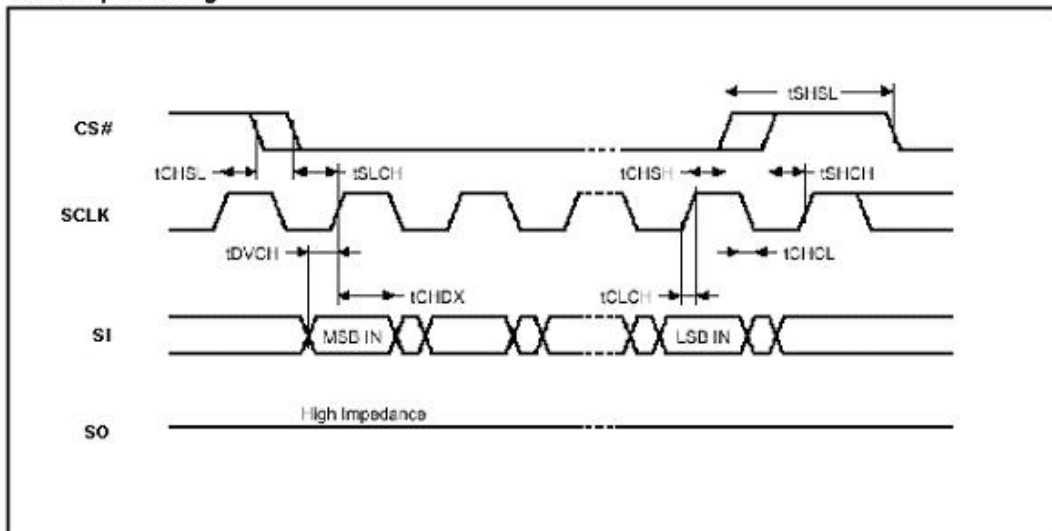 tSHSL
CS#
tCHSL
tSLCH
tCHSH
tSHCH
SCLK
tDVCH
tCHCL
tCHDX
tCLCH
SI
MSB IN
LSB IN
High Impedance
SO